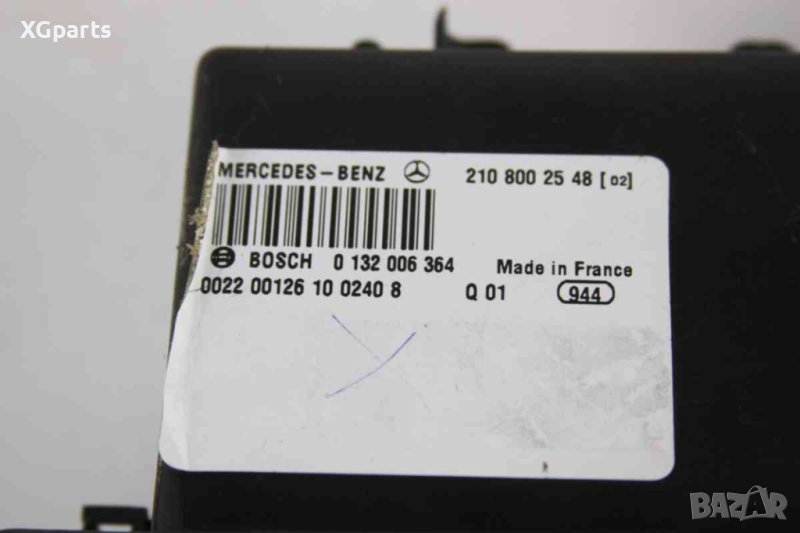 XGparts
MERCEDES-BENZ 210 800 25 48 [02]
BOSCH 0 132 006 364 Made in France
0022 00126 10 0240 8 Q 01 944
BAZAR